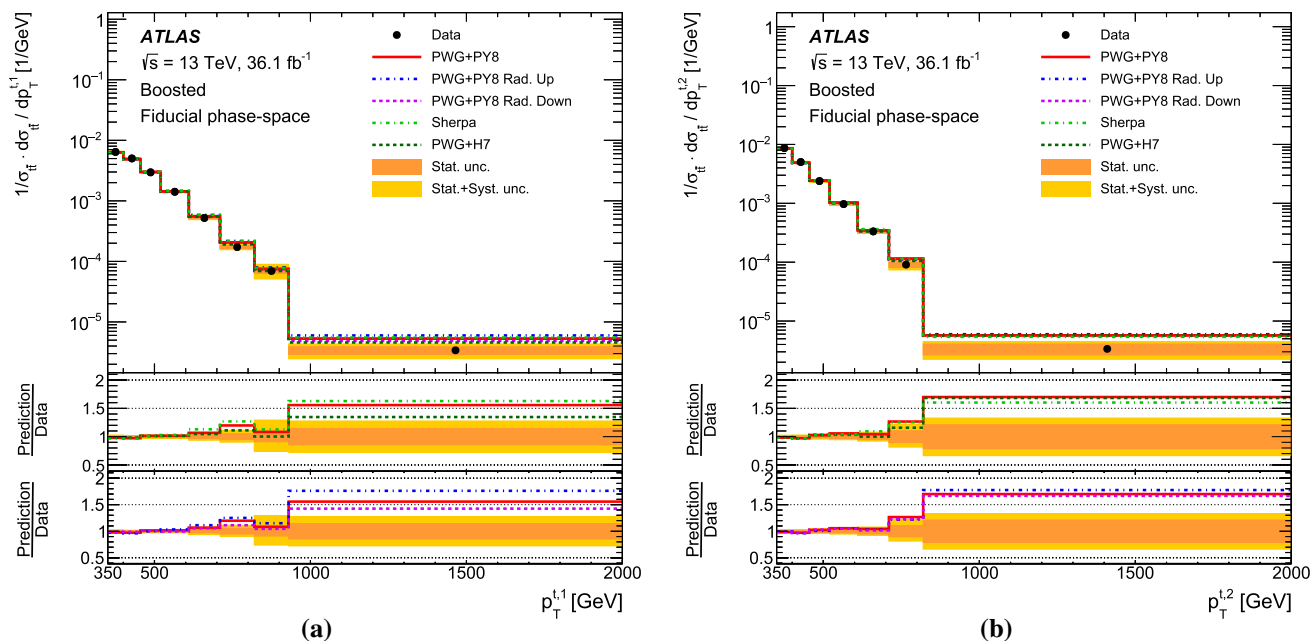 1/σ_tt̄ · dσ_tt̄ / dp_T^{t,1} [1/GeV]
1
10⁻¹
10⁻²
10⁻³
10⁻⁴
10⁻⁵
ATLAS
√s = 13 TeV, 36.1 fb⁻¹
Boosted
Fiducial phase-space
Data
PWG+PY8
PWG+PY8 Rad. Up
PWG+PY8 Rad. Down
Sherpa
PWG+H7
Stat. unc.
Stat.+Syst. unc.
Prediction
Data
2
1.5
1
0.5
Prediction
Data
2
1.5
1
0.5
350 500 1000 1500 2000
p_T^{t,1} [GeV]
(a)
1/σ_tt̄ · dσ_tt̄ / dp_T^{t,2} [1/GeV]
1
10⁻¹
10⁻²
10⁻³
10⁻⁴
10⁻⁵
ATLAS
√s = 13 TeV, 36.1 fb⁻¹
Boosted
Fiducial phase-space
Data
PWG+PY8
PWG+PY8 Rad. Up
PWG+PY8 Rad. Down
Sherpa
PWG+H7
Stat. unc.
Stat.+Syst. unc.
Prediction
Data
2
1.5
1
0.5
Prediction
Data
2
1.5
1
0.5
350 500 1000 1500 2000
p_T^{t,2} [GeV]
(b)